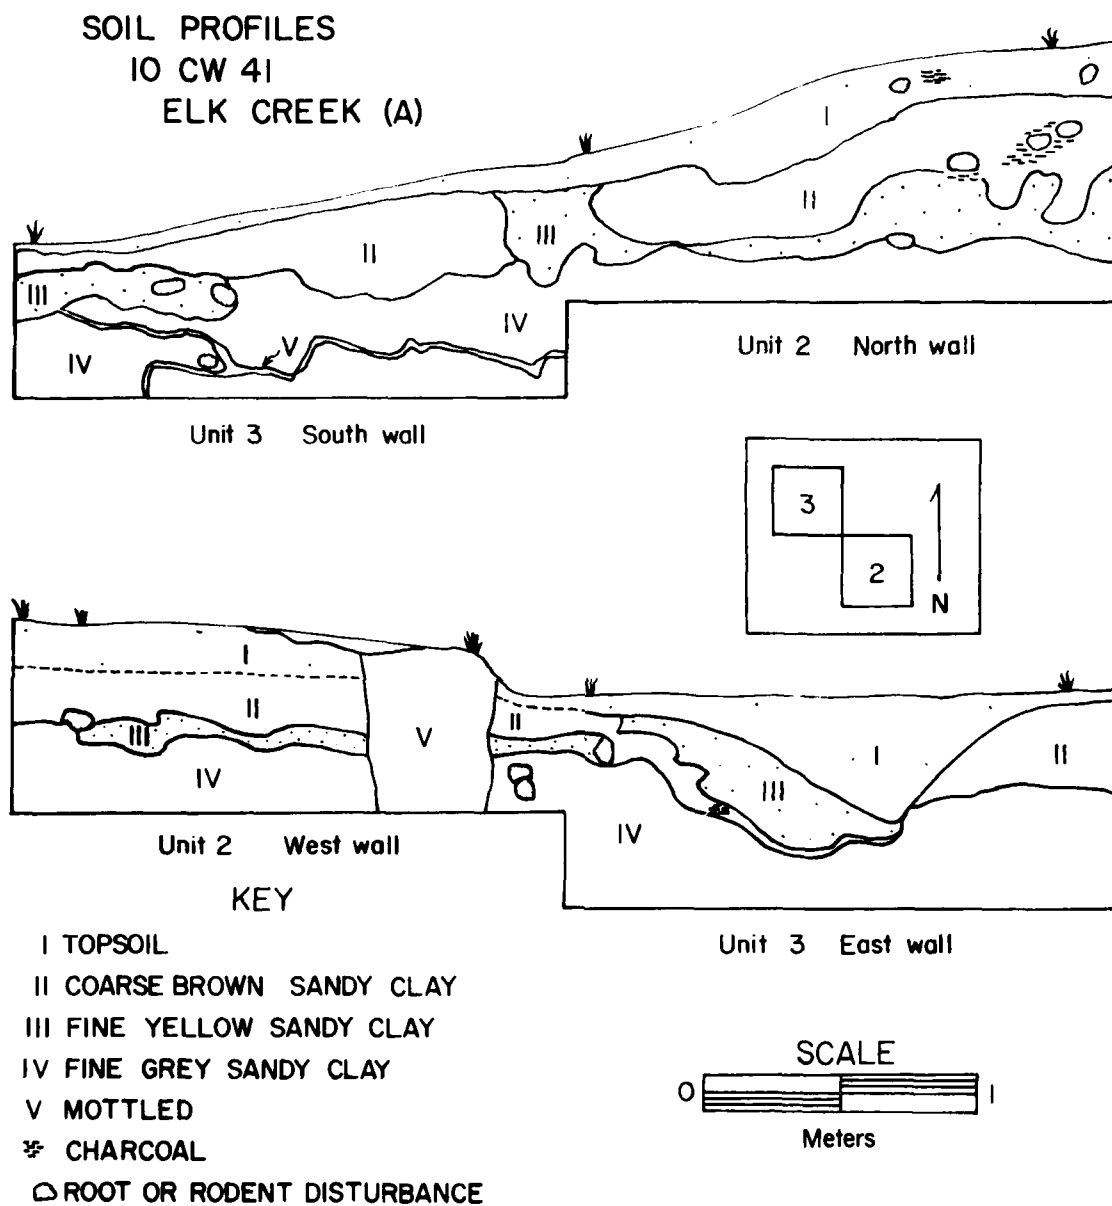 SOIL PROFILES
10 CW 41
ELK CREEK (A)
I
II
III
II
III
IV
IV
V
Unit 2 North wall
Unit 3 South wall
3
2
N
I
II
III
IV
V
II
III
I
II
IV
Unit 2 West wall
Unit 3 East wall
KEY
I TOPSOIL
II COARSE BROWN SANDY CLAY
III FINE YELLOW SANDY CLAY
IV FINE GREY SANDY CLAY
V MOTTLED
CHARCOAL
ROOT OR RODENT DISTURBANCE
SCALE
0 1
Meters